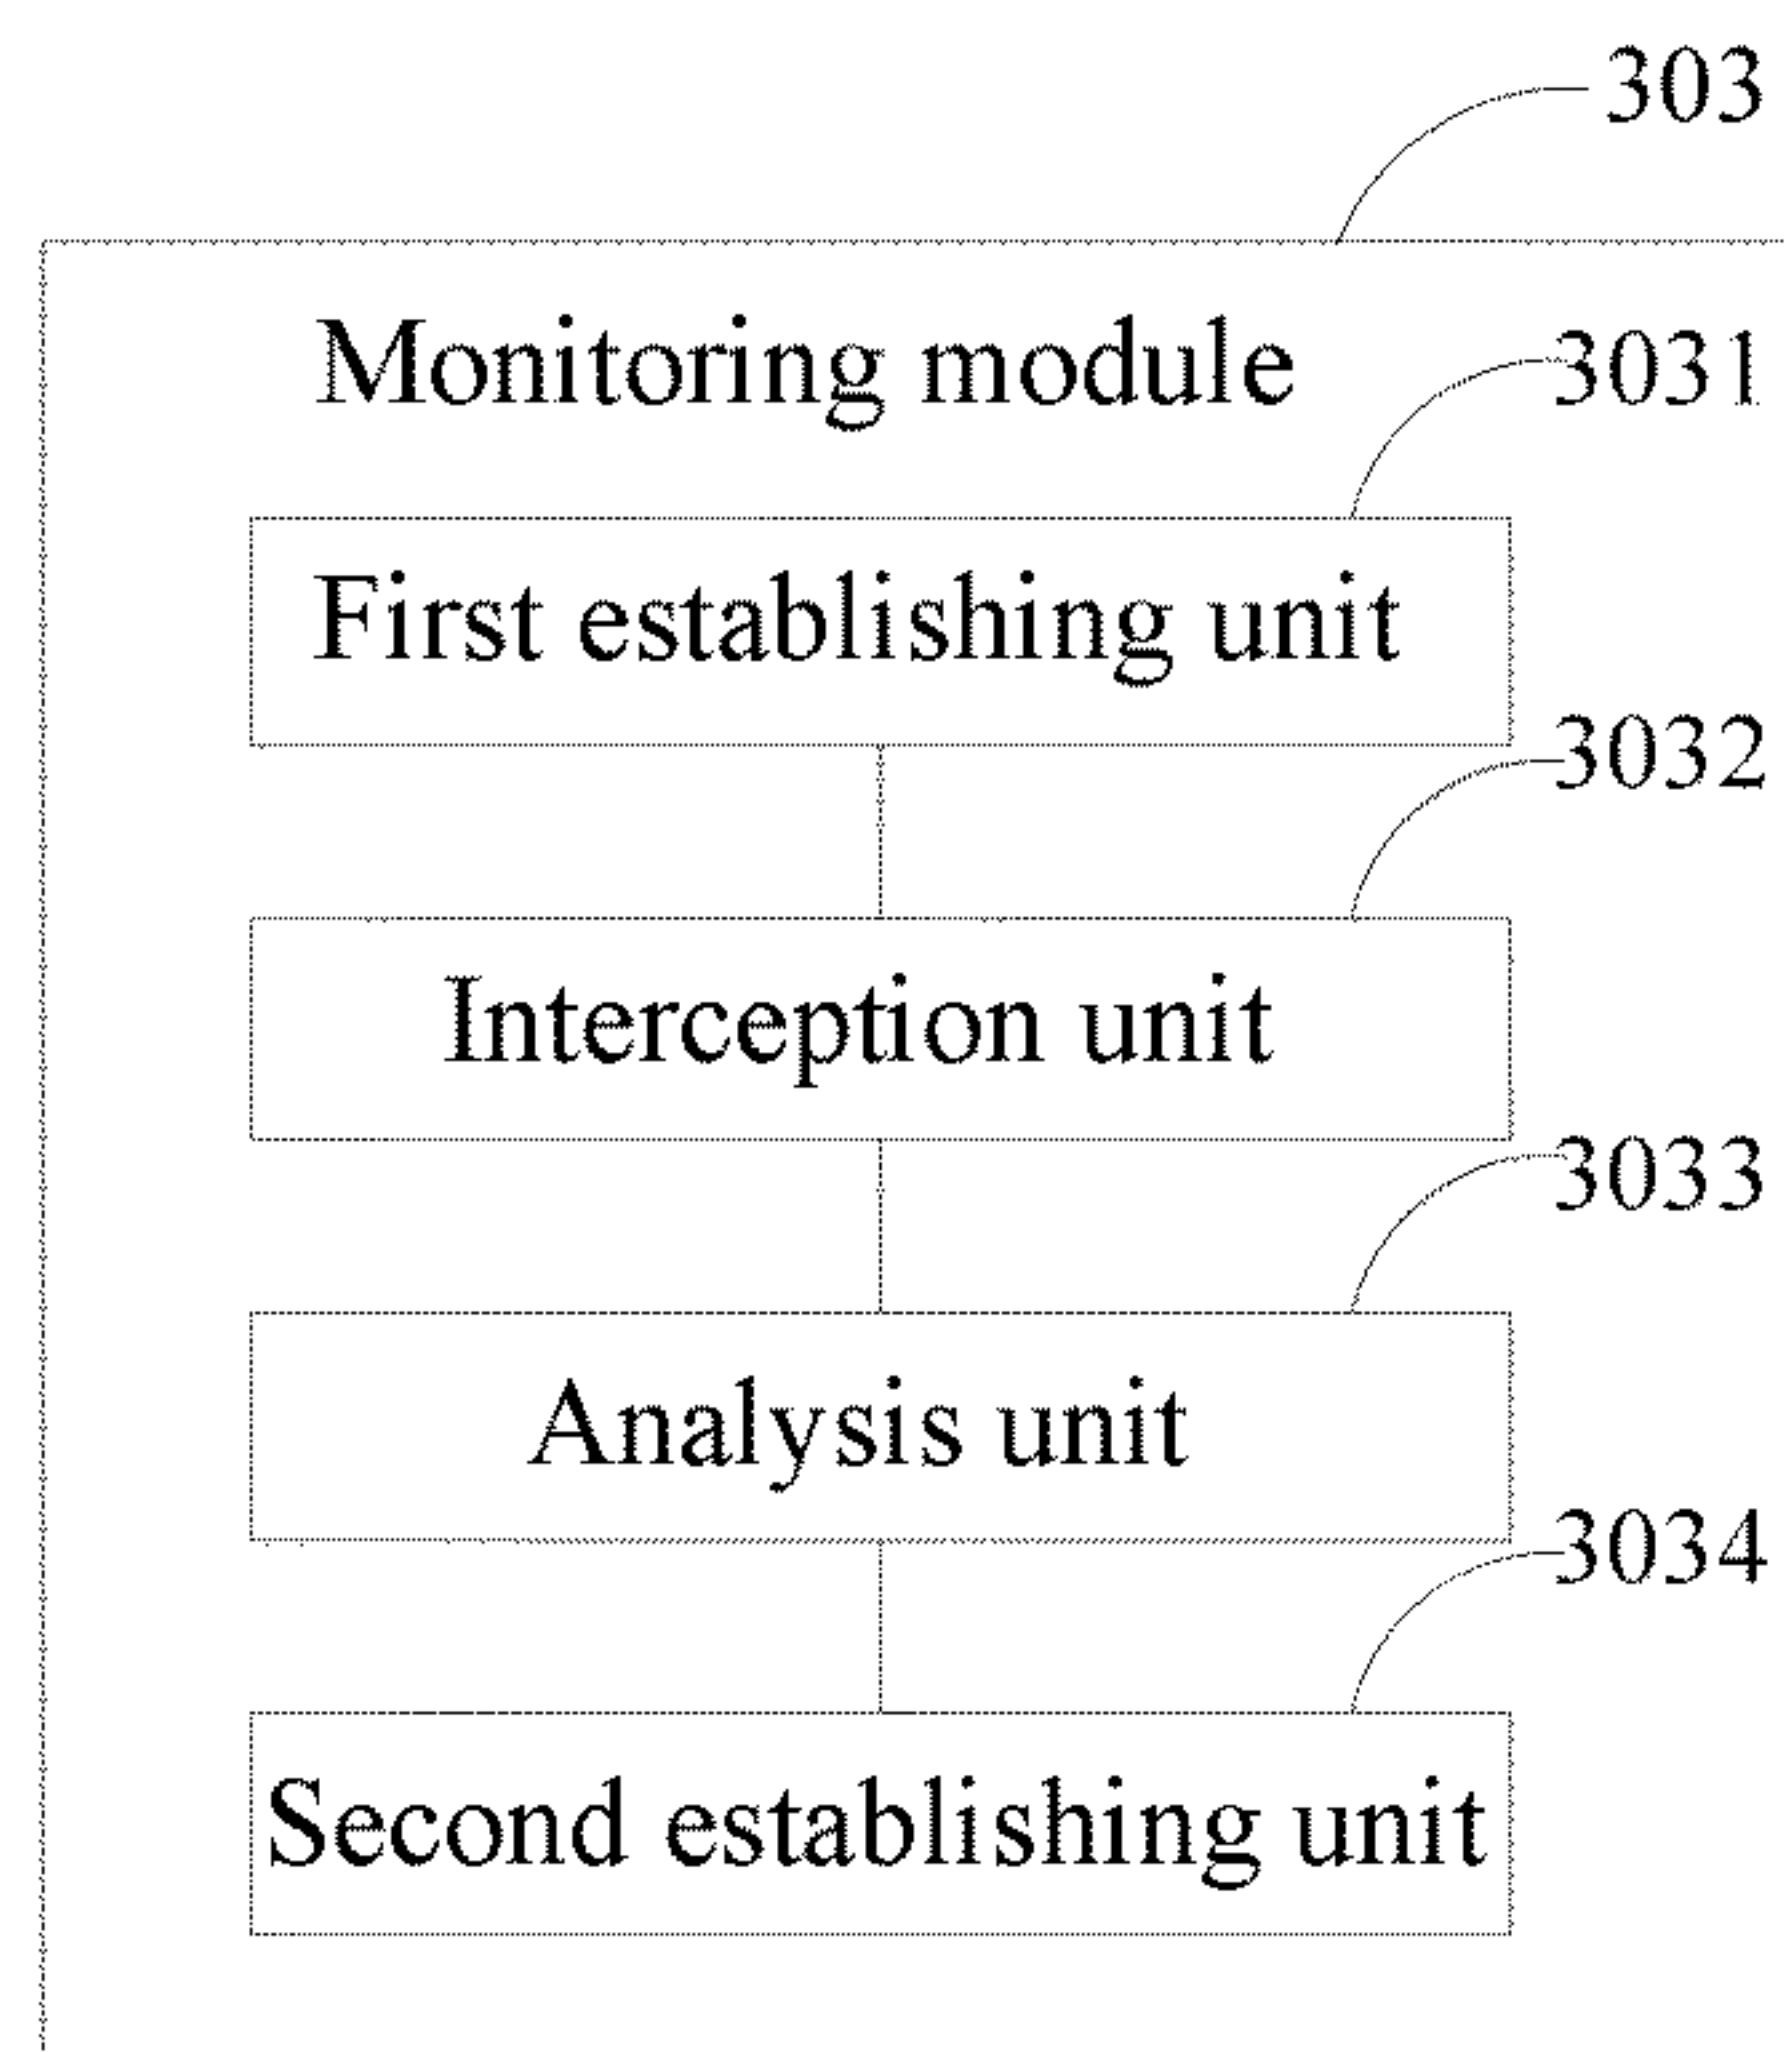 303
Monitoring module
3031
First establishing unit
3032
Interception unit
3033
Analysis unit
3034
Second establishing unit